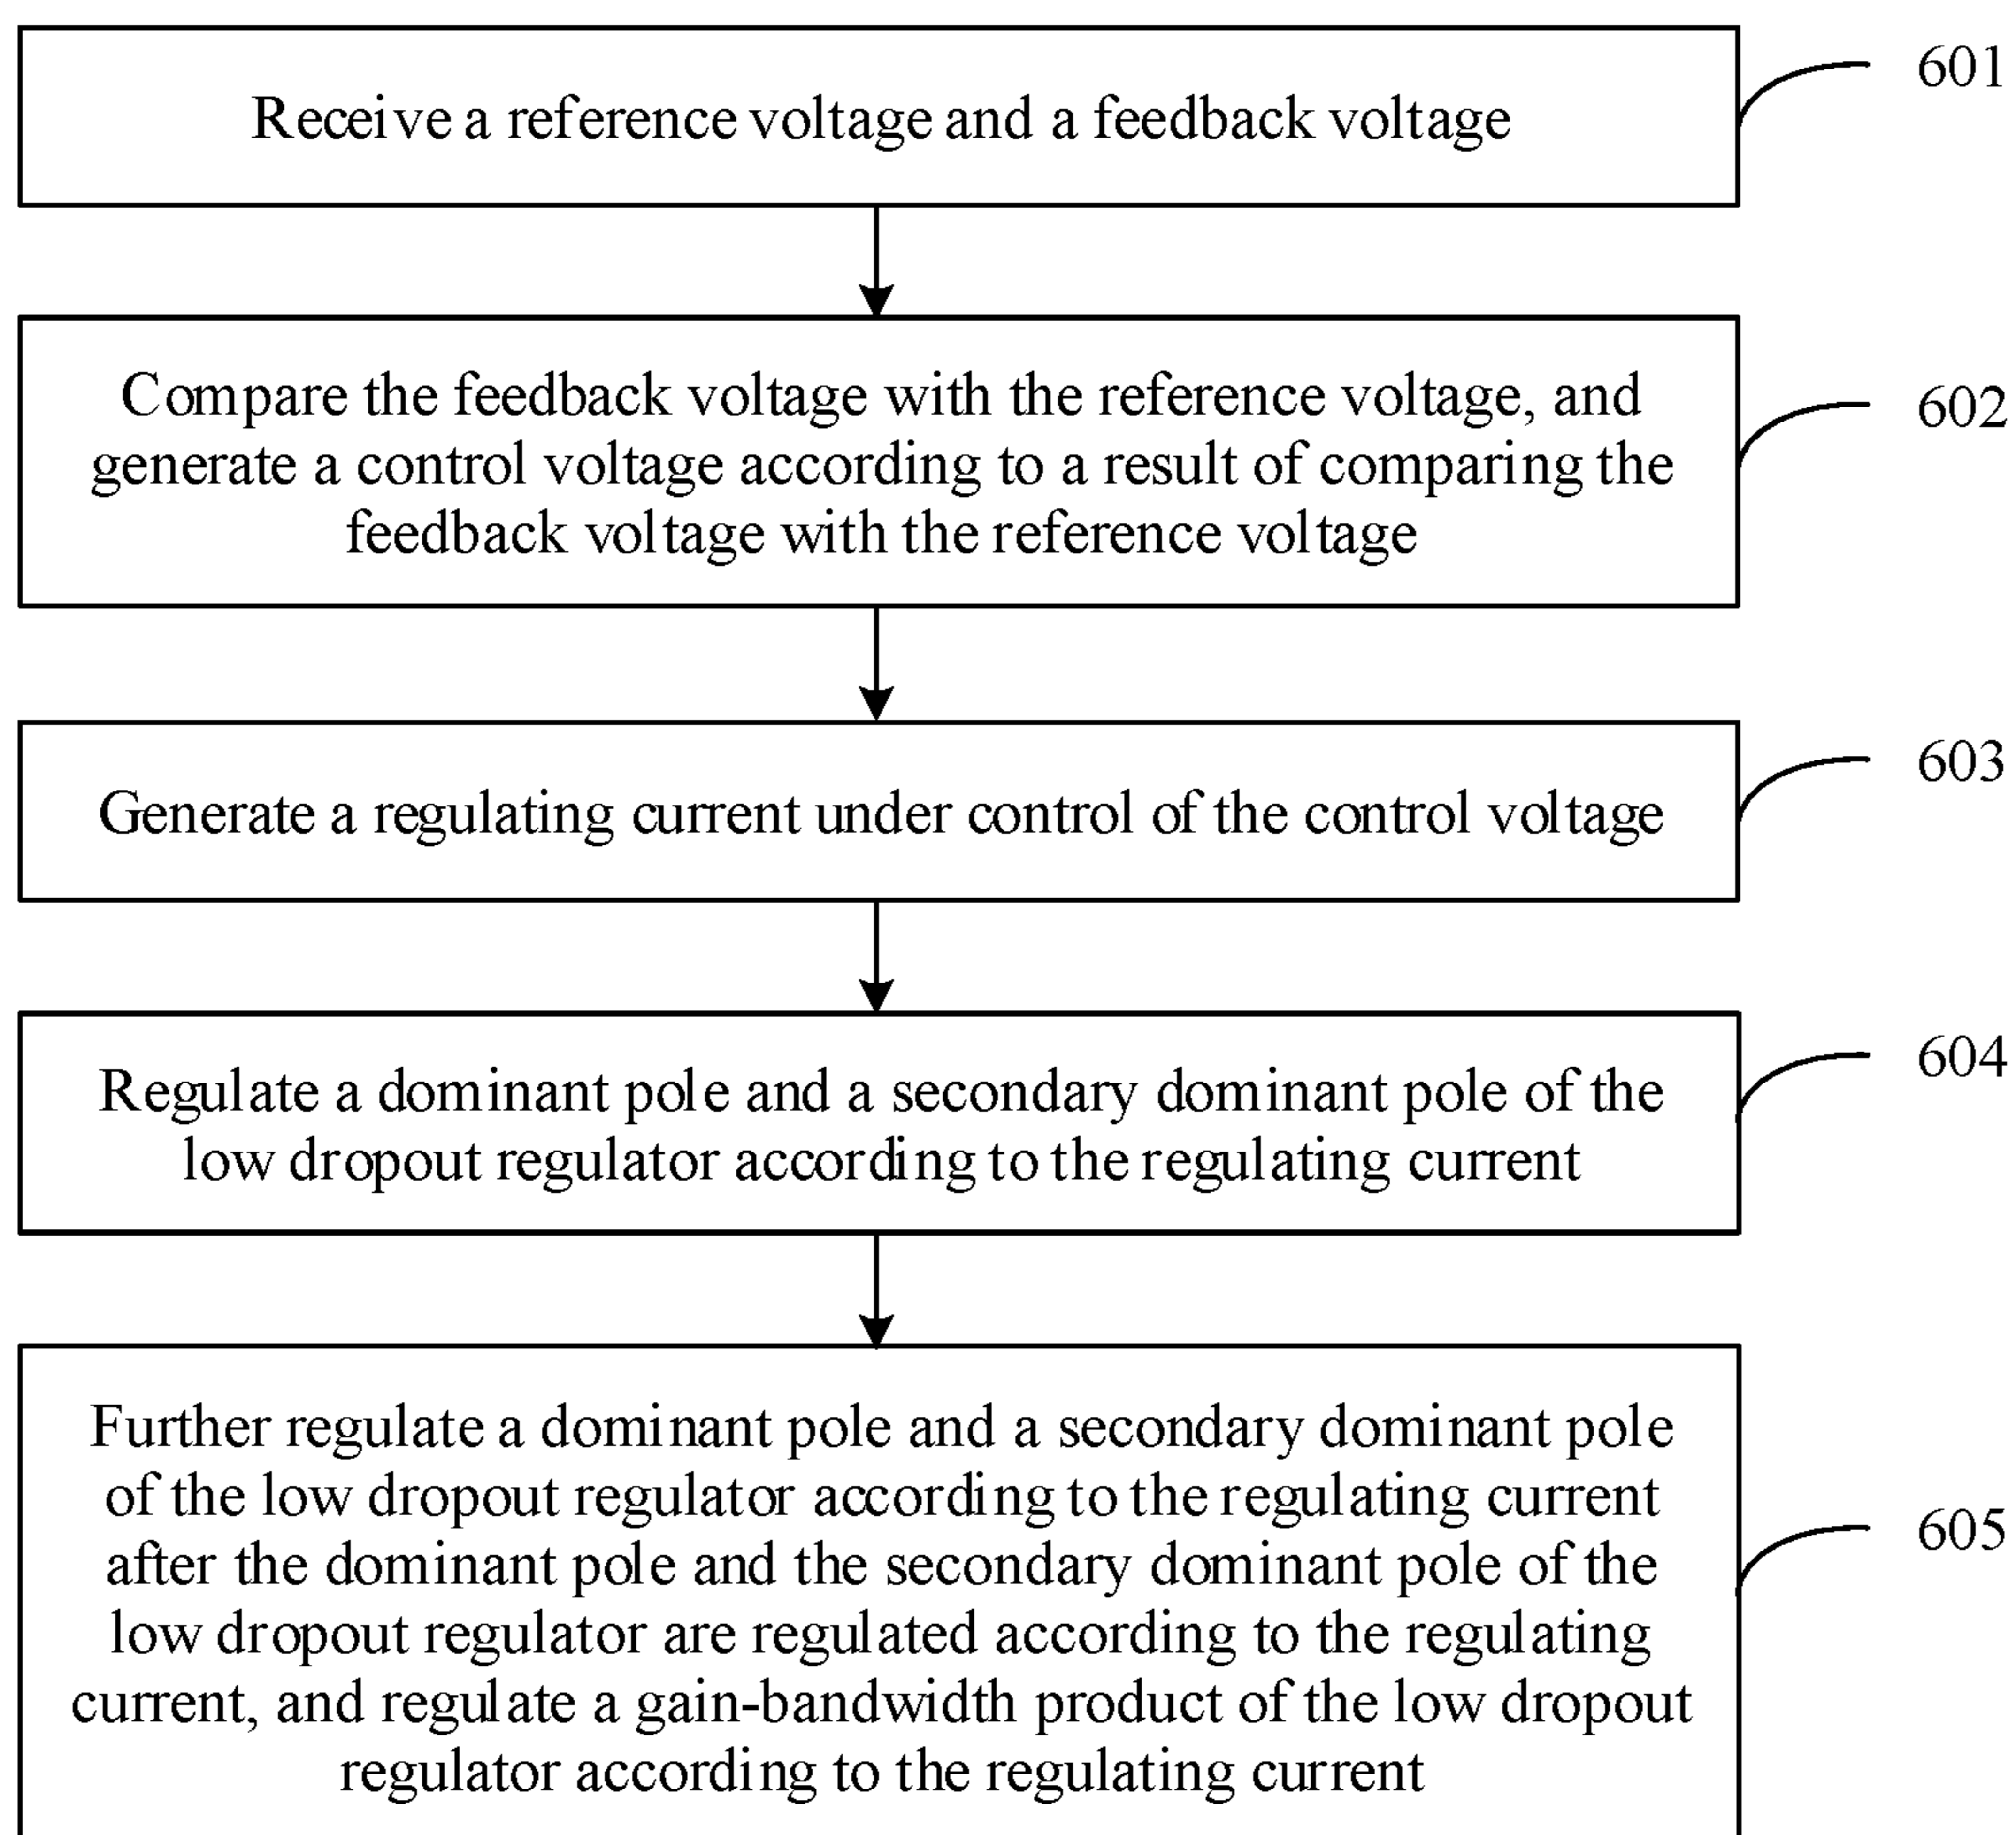 Receive a reference voltage and a feedback voltage
601
Compare the feedback voltage with the reference voltage, and
generate a control voltage according to a result of comparing the
feedback voltage with the reference voltage
602
Generate a regulating current under control of the control voltage
603
Regulate a dominant pole and a secondary dominant pole of the
low dropout regulator according to the regulating current
604
Further regulate a dominant pole and a secondary dominant pole
of the low dropout regulator according to the regulating current
after the dominant pole and the secondary dominant pole of the
low dropout regulator are regulated according to the regulating
current, and regulate a gain-bandwidth product of the low dropout
regulator according to the regulating current
605